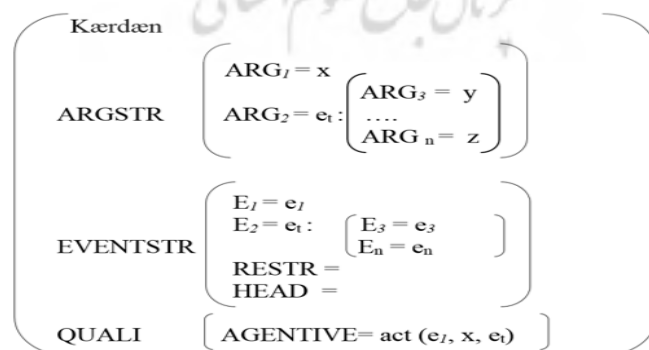 Kærdæn
ARG₁ = x
ARG₃ = y
ARGSTR ARG₂ = eₜ : ....
ARG ₙ = z
E₁ = e₁
E₂ = eₜ : E₃ = e₃
EVENTSTR Eₙ = eₙ
RESTR =
HEAD =
QUALI AGENTIVE= act (e₁, x, eₜ)